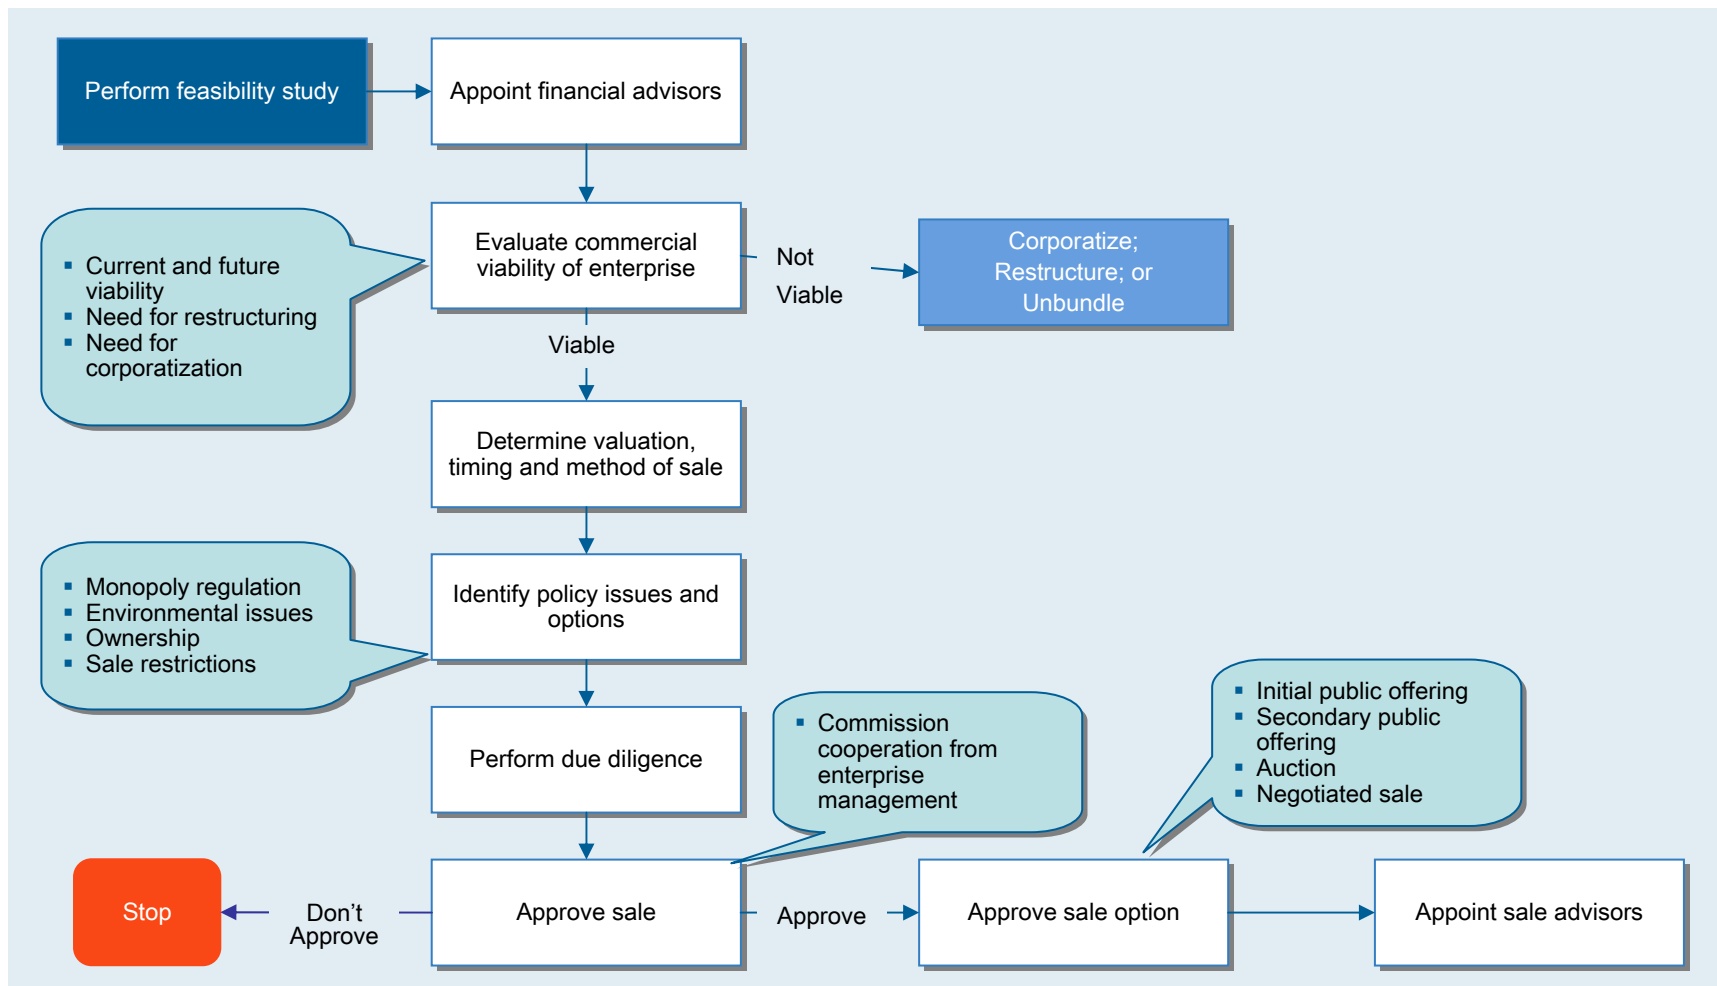 Perform feasibility study
Appoint financial advisors
Evaluate commercial
viability of enterprise
Not
Viable
Corporatize;
Restructure; or
Unbundle
▪ Current and future
viability
▪ Need for restructuring
▪ Need for
corporatization
Viable
Determine valuation,
timing and method of sale
▪ Monopoly regulation
▪ Environmental issues
▪ Ownership
▪ Sale restrictions
Identify policy issues and
options
Perform due diligence
▪ Commission
cooperation from
enterprise
management
▪ Initial public offering
▪ Secondary public
offering
▪ Auction
▪ Negotiated sale
Stop
Don’t
Approve
Approve sale
Approve
Approve sale option
Appoint sale advisors